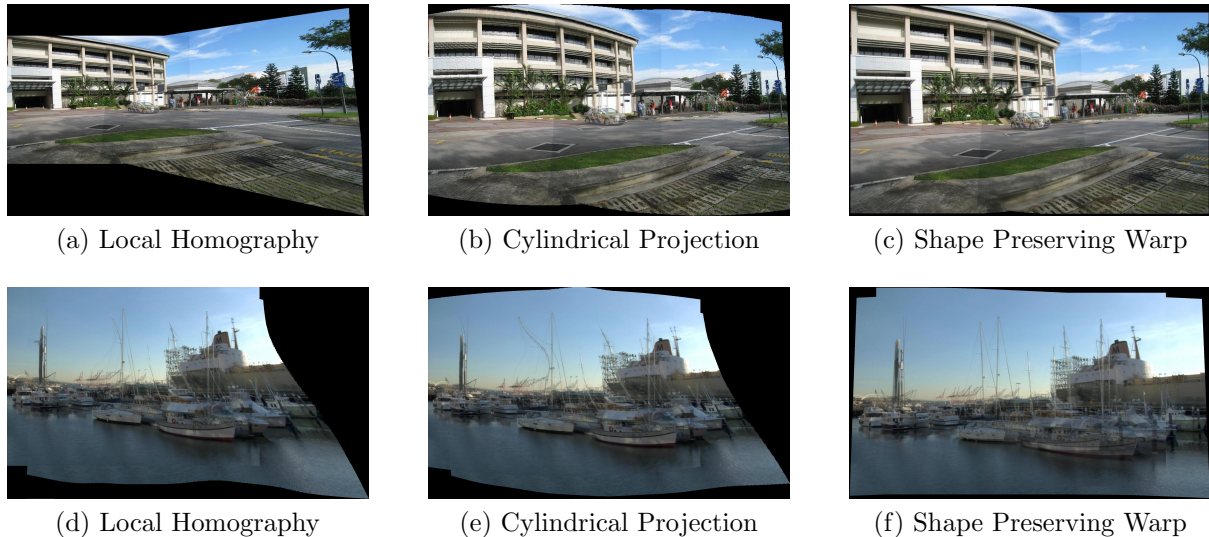 (a) Local Homography
(b) Cylindrical Projection
(c) Shape Preserving Warp
(d) Local Homography
(e) Cylindrical Projection
(f) Shape Preserving Warp